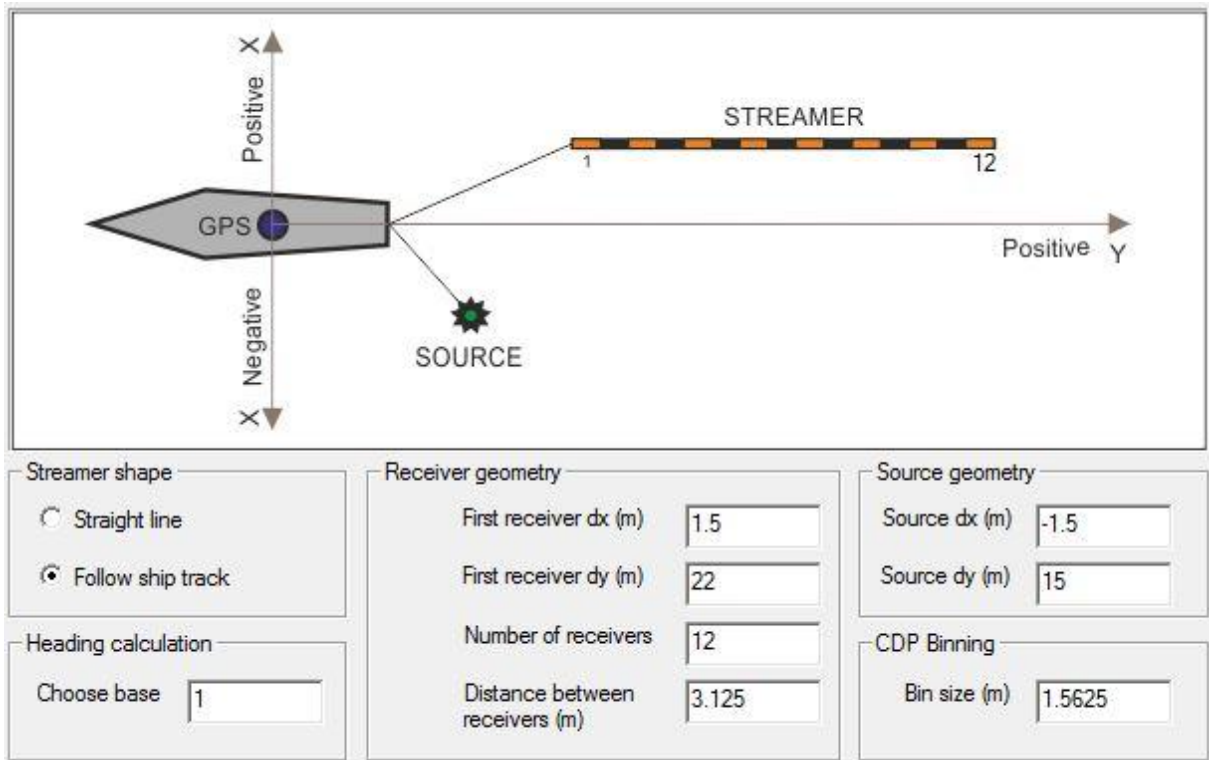 X
Positive
STREAMER
1
12
GPS
Positive
Y
Negative
SOURCE
X
Streamer shape
Straight line
Follow ship track
Heading calculation
Choose base
1
Receiver geometry
First receiver dx (m)
1.5
First receiver dy (m)
22
Number of receivers
12
Distance between
receivers (m)
3.125
Source geometry
Source dx (m)
-1.5
Source dy (m)
15
CDP Binning
Bin size (m)
1.5625